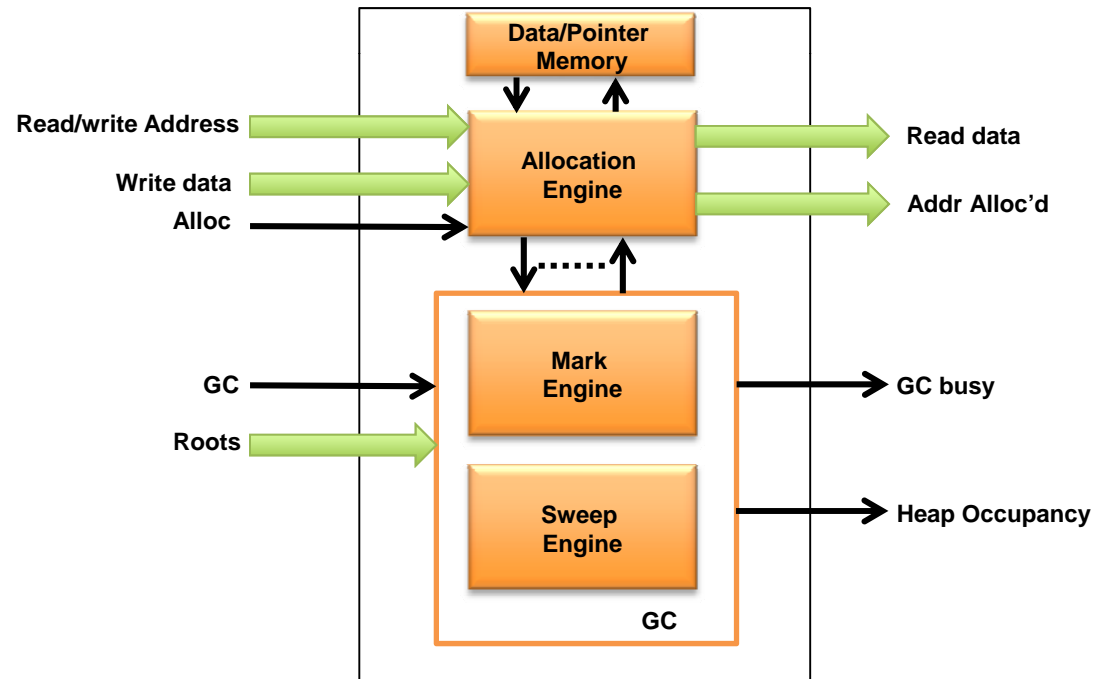 Data/Pointer
Memory
Read/write Address
Write data
Alloc
Allocation
Engine
Read data
Addr Alloc’d
GC
Roots
Mark
Engine
Sweep
Engine
GC
GC busy
Heap Occupancy